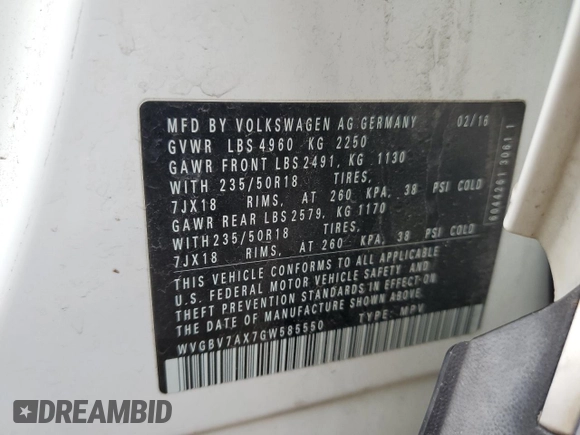 MFD BY VOLKSWAGEN AG GERMANY 02/16
GVWR LBS 4960 KG 2250
GAWR FRONT LBS 2491, KG 1130
WITH 235/50R18 TIRES,
7JX18 RIMS, AT 260 KPA, 38 PSI COLD
GAWR REAR LBS 2579, KG 1170
WITH 235/50R18 TIRES,
7JX18 RIMS, AT 260 KPA, 38 PSI COLD
THIS VEHICLE CONFORMS TO ALL APPLICABLE
U.S. FEDERAL MOTOR VEHICLE SAFETY AND
THEFT PREVENTION STANDARDS IN EFFECT ON
THE DATE OF MANUFACTURE SHOWN ABOVE
WVGBV7AX7GW585550 TYPE: MPV
DREAMBID